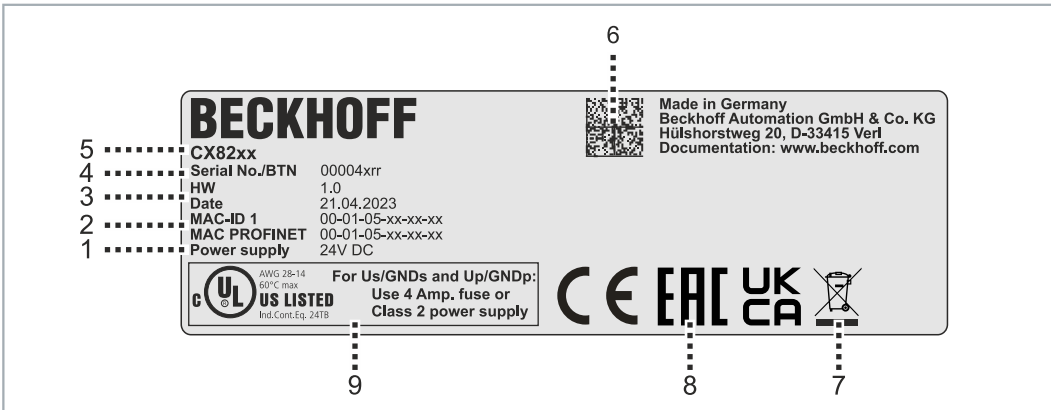 6
BECKHOFF
Made in Germany
Beckhoff Automation GmbH & Co. KG
Hülshorstweg 20, D-33415 Verl
Documentation: www.beckhoff.com
5 CX82xx
4 Serial No./BTN 00004xrr
HW 1.0
3 Date 21.04.2023
2 MAC-ID 1 00-01-05-xx-xx-xx
MAC PROFINET 00-01-05-xx-xx-xx
1 Power supply 24V DC
C UL US LISTED
AWG 28-14
60°C max
Ind.Cont.Eq. 24TB
For Us/GNDs and Up/GNDp:
Use 4 Amp. fuse or
Class 2 power supply
CE EAC UK CA
9 8 7